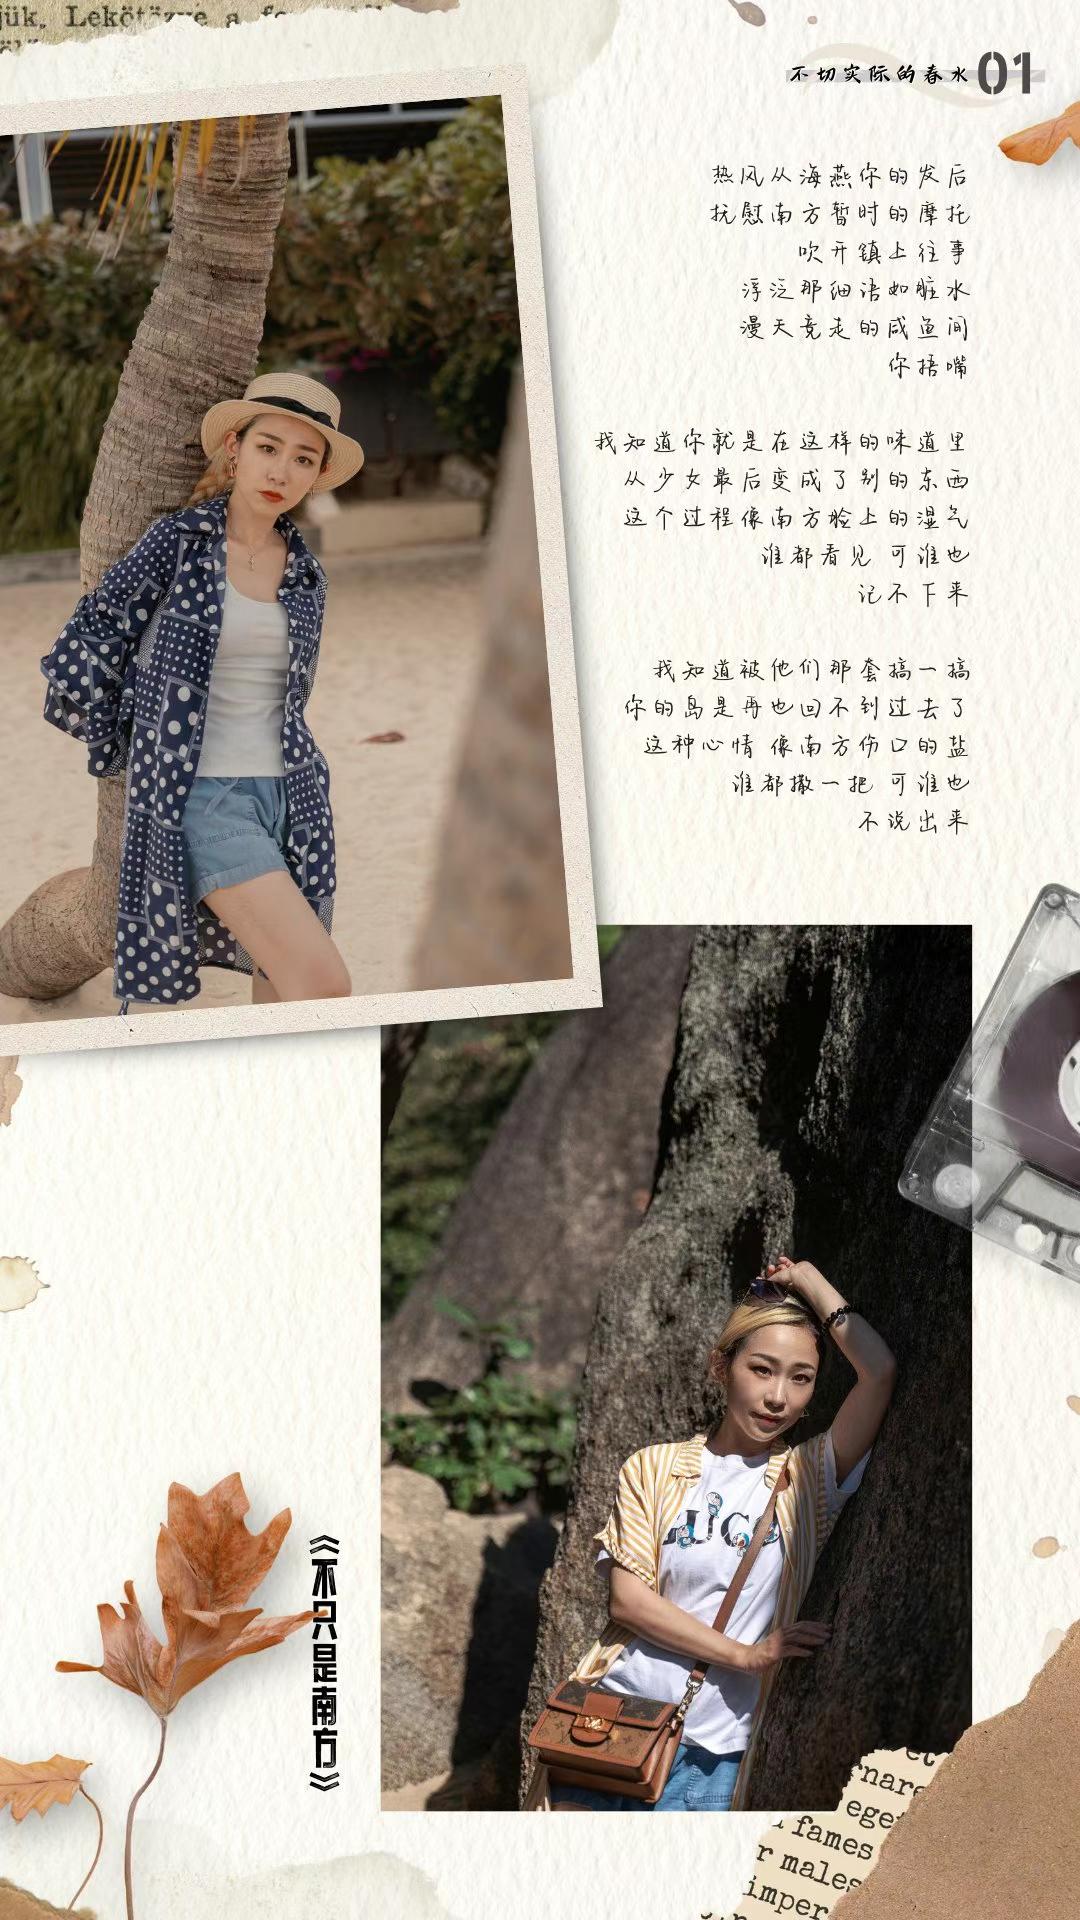 jük. Lekötözve a
不切实际的春水 01
热风从海燕你的发后
抚慰南方暂时的摩托
吹开镇上往事
浮泛那细语如脏水
漫天竞走的咸鱼间
你捂嘴
我知道你就是在这样的味道里
从少女最后变成了别的东西
这个过程像南方脸上的湿气
谁都看见 可谁也
记不下来
我知道被他们那套搞一搞
你的岛是再也回不到过去了
这种心情 像南方伤口的盐
谁都撒一把 可谁也
不说出来
《不只是南方》
et
rnare
eget
fames
r males
imper